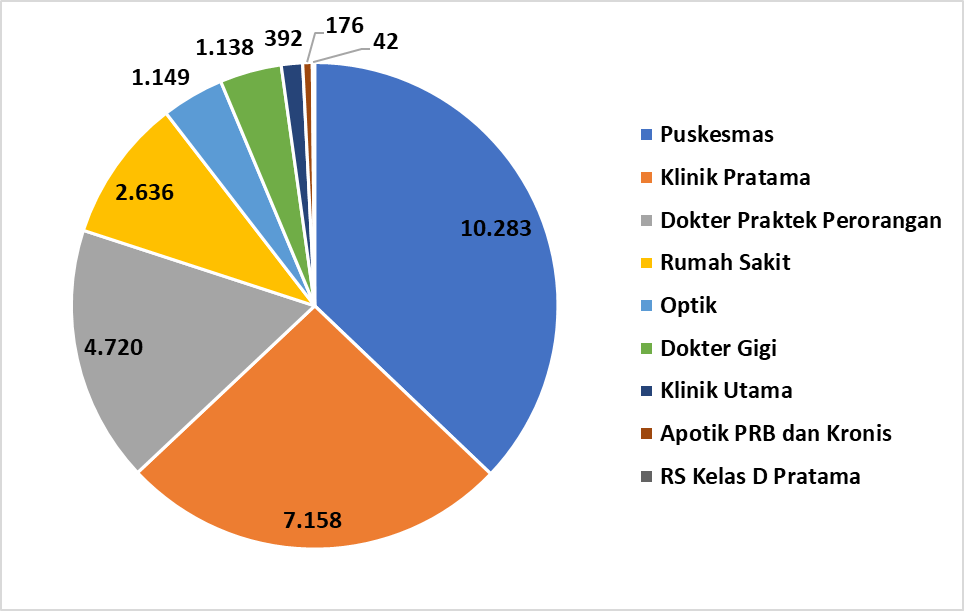 176
392
42
1.138
1.149
2.636
10.283
4.720
7.158
Puskesmas
Klinik Pratama
Dokter Praktek Perorangan
Rumah Sakit
Optik
Dokter Gigi
Klinik Utama
Apotik PRB dan Kronis
RS Kelas D Pratama